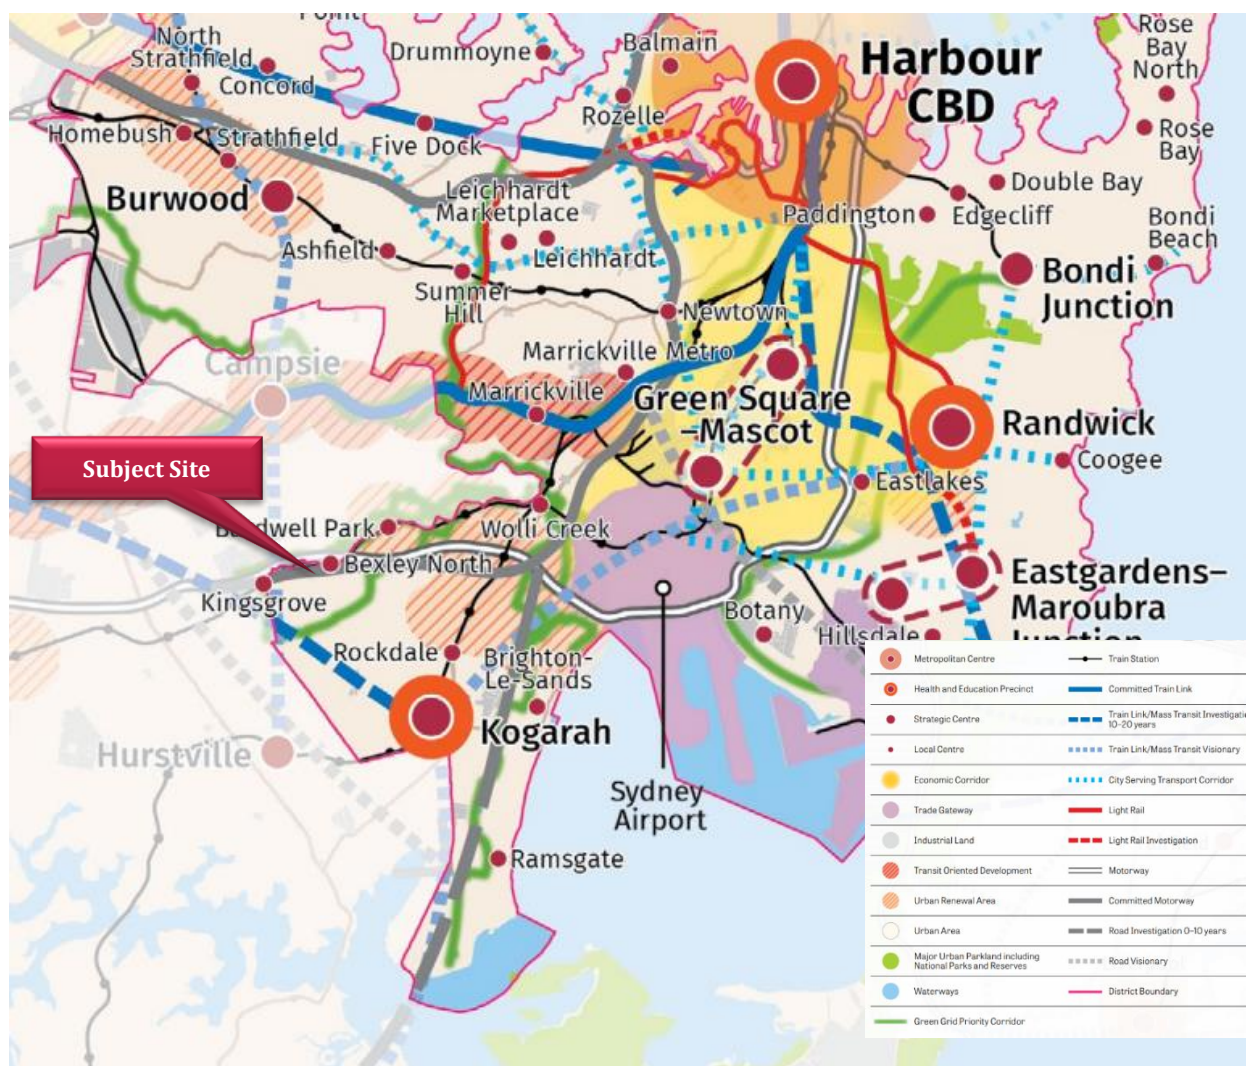 Point
North
Strathfield
Concord
Drummoyne
Balmain
Harbour
CBD
Rose
Bay
North
Rozelle
Homebush
Strathfield
Five Dock
Rose
Bay
Burwood
Leichhardt
Marketplace
Double Bay
Paddington
Edgecliff
Bondi
Beach
Ashfield
Leichhardt
Bondi
Junction
Summer
Hill
Newtown
Campsie
Marrickville Metro
Marrickville
Green Square
–Mascot
Randwick
Coogee
Subject Site
Eastlakes
Wolli Creek
Bexley North
Kingsgrove
Eastgardens–
Maroubra
Junction
Botany
Hillsdale
Rockdale
Brighton-
Le-Sands
Kogarah
Hurstville
Sydney
Airport
Ramsgate
Metropolitan Centre
Train Station
Health and Education Precinct
Committed Train Link
Strategic Centre
Train Link/Mass Transit
10–20 years
Local Centre
Train Link/Mass Transit Visionary
Economic Corridor
City Serving Transport Corridor
Trade Gateway
Light Rail
Industrial Land
Light Rail Investigation
Transit Oriented Development
Motorway
Urban Renewal Area
Committed Motorway
Urban Area
Road Investigation 0–10 years
Major Urban Parkland including
National Parks and Reserves
Road Visionary
Waterways
District Boundary
Green Grid Priority Corridor